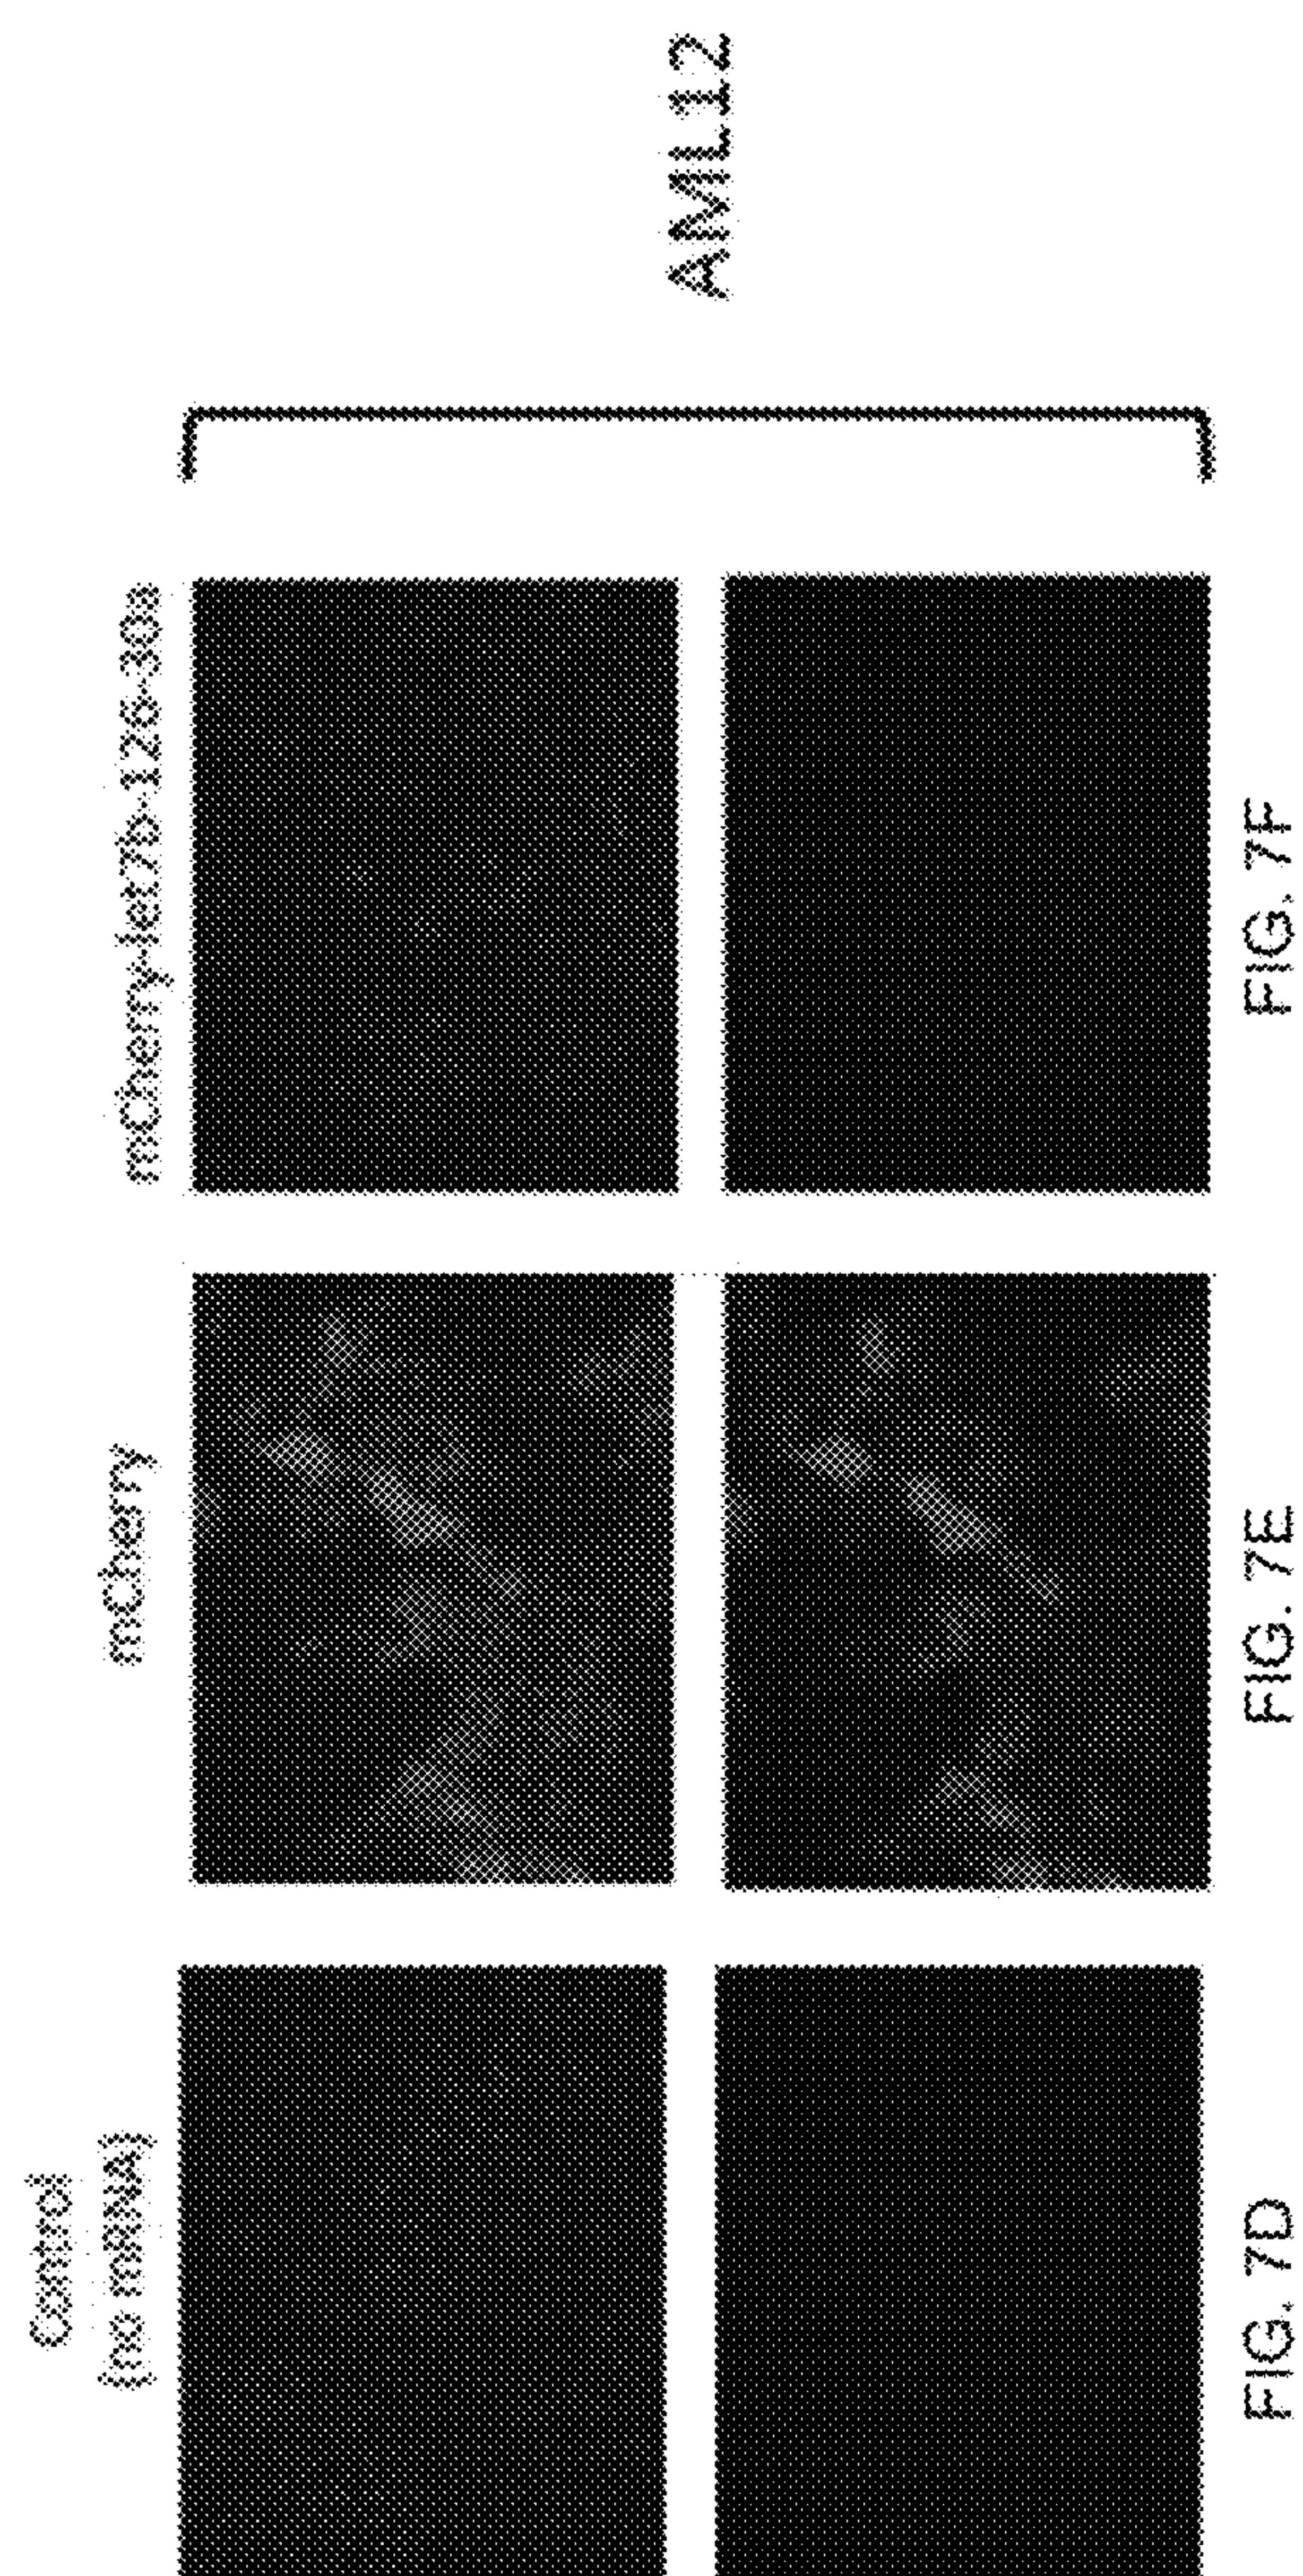 Control
(no mRNA)
mCherry
mCherry-let7b-126-30a
AML12
FIG. 7D
FIG. 7E
FIG. 7F